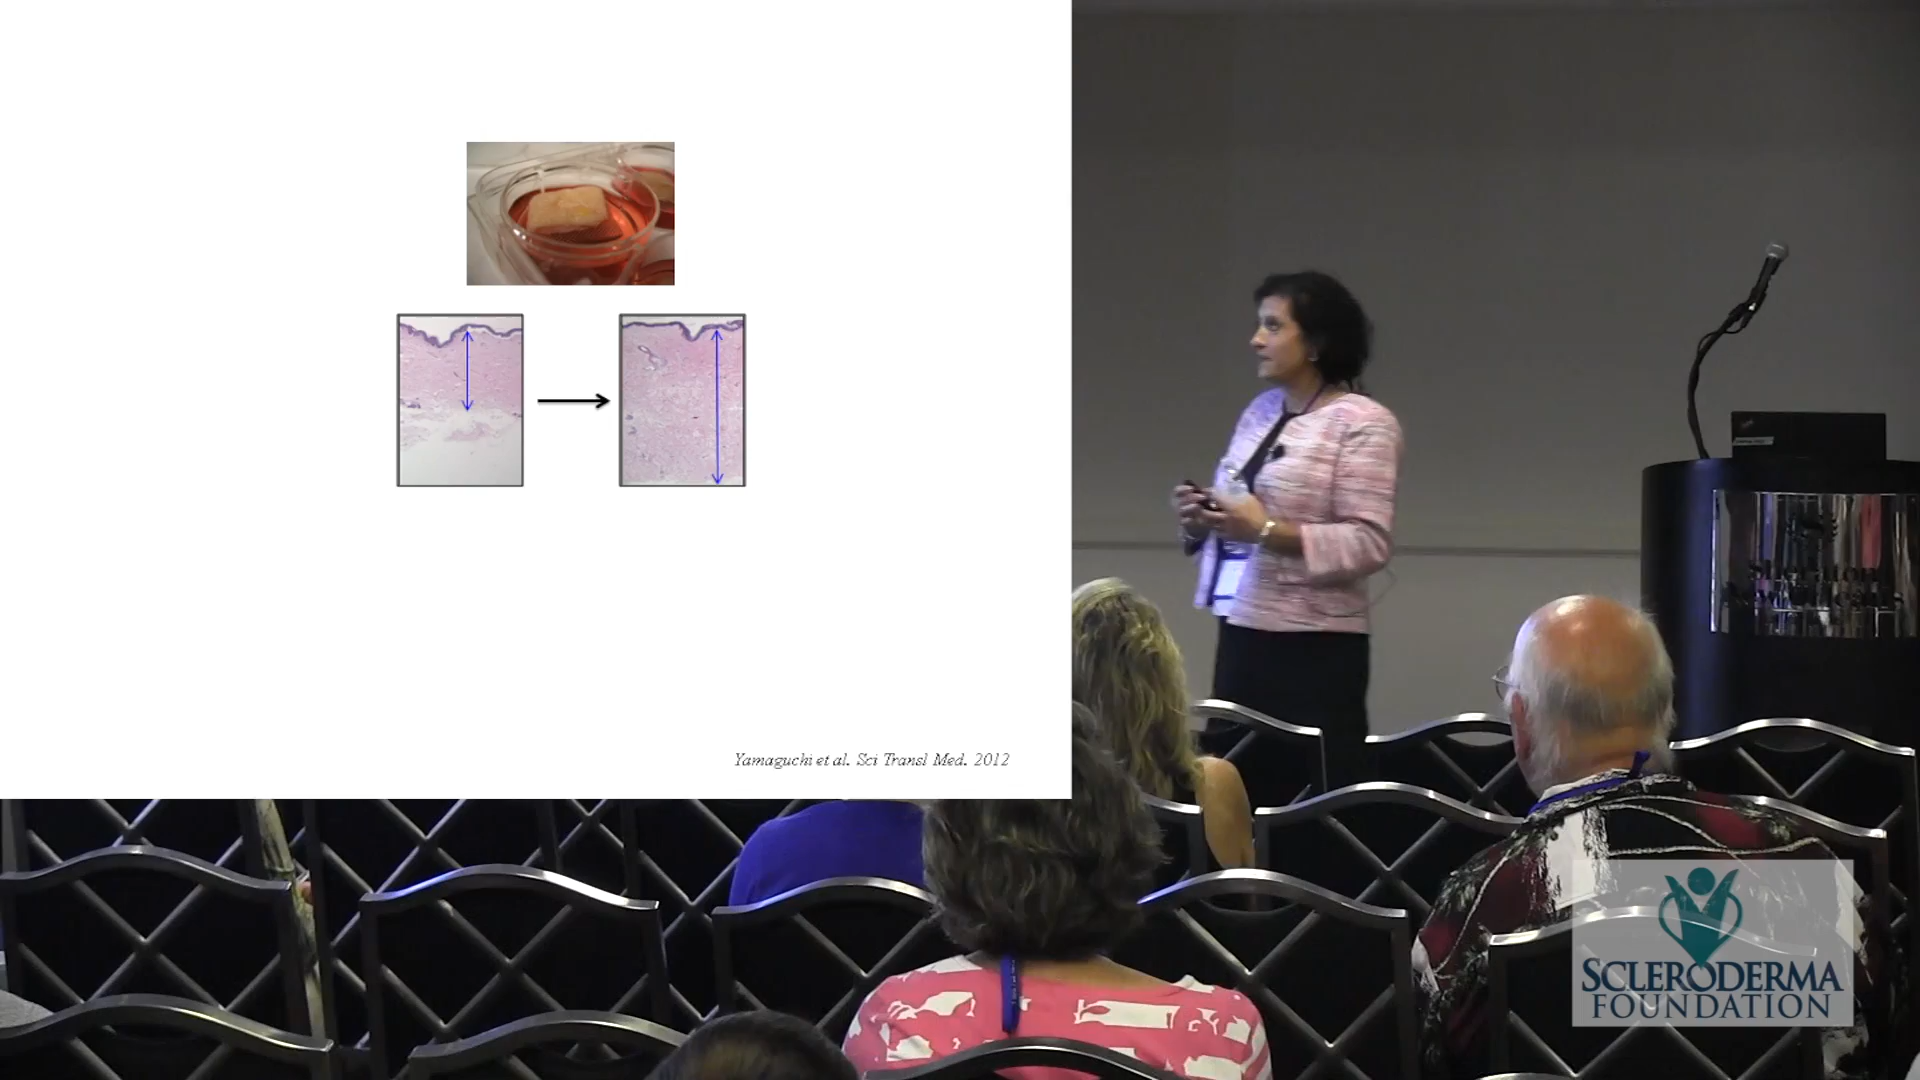 Yamaguchi et al. Sci Transl Med. 2012
SCLERODERMA
FOUNDATION